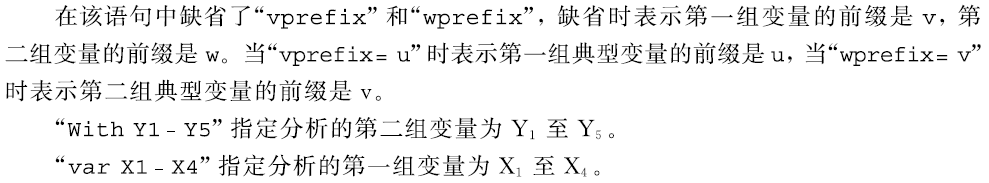 在该语句中缺省了“vprefix”和“wprefix”，缺省时表示第一组变量的前缀是 v，第
二组变量的前缀是 w。当“vprefix= u”时表示第一组典型变量的前缀是 u，当“wprefix= v”
时表示第二组典型变量的前缀是 v。
“With Y1 - Y5”指定分析的第二组变量为 Y₁ 至 Y₅。
“var X1 - X4”指定分析的第一组变量为 X₁ 至 X₄。